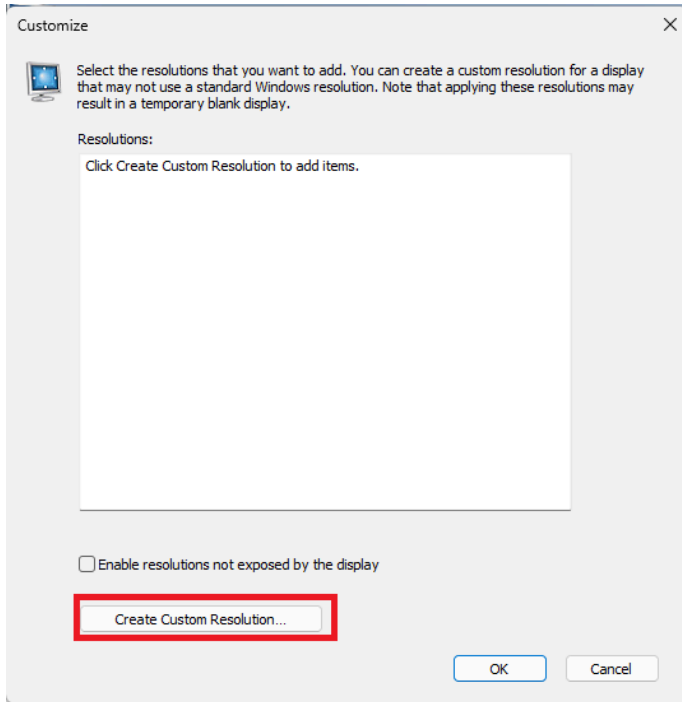 Customize
Select the resolutions that you want to add. You can create a custom resolution for a display
that may not use a standard Windows resolution. Note that applying these resolutions may
result in a temporary blank display.
Resolutions:
Click Create Custom Resolution to add items.
Enable resolutions not exposed by the display
Create Custom Resolution...
OK
Cancel